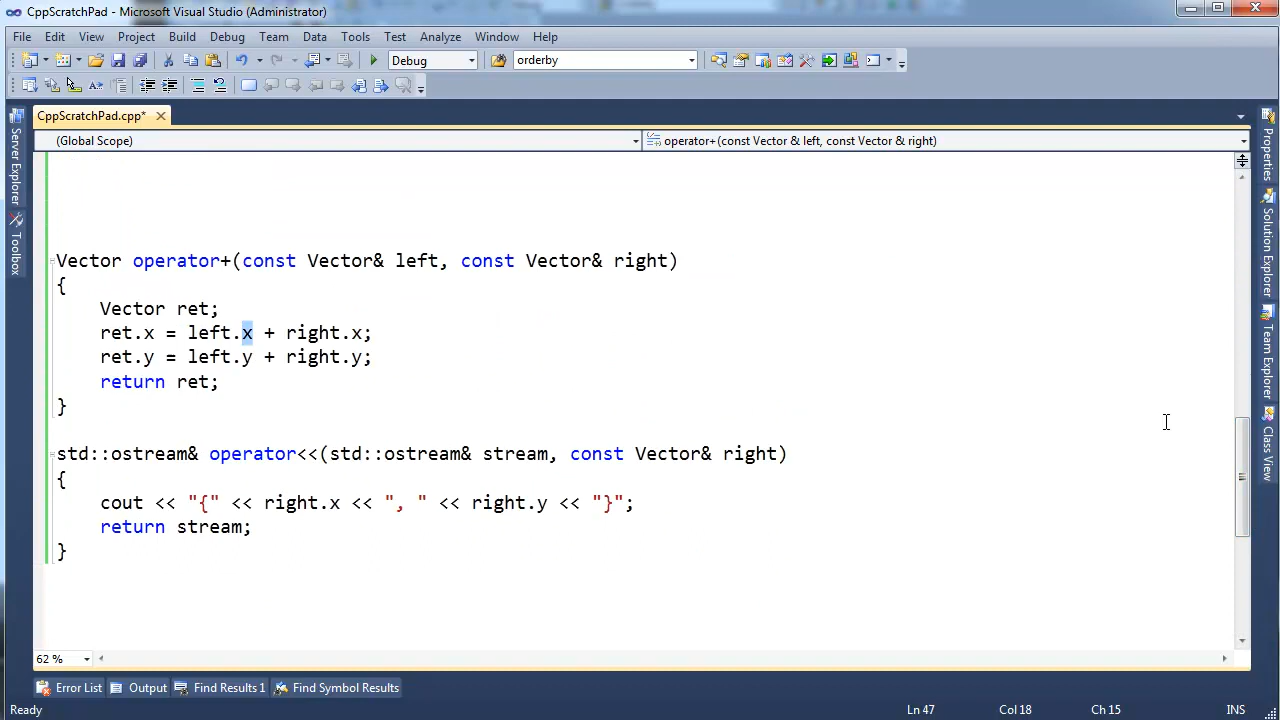 CppScratchPad - Microsoft Visual Studio (Administrator)
File Edit View Project Build Debug Team Data Tools Test Analyze Window Help
Debug orderby
CppScratchPad.cpp*
(Global Scope) operator+(const Vector & left, const Vector & right)
Vector operator+(const Vector& left, const Vector& right)
{
Vector ret;
ret.x = left.x + right.x;
ret.y = left.y + right.y;
return ret;
}
std::ostream& operator<<(std::ostream& stream, const Vector& right)
{
cout << "{" << right.x << ", " << right.y << "}";
return stream;
}
62 %
Error List Output Find Results 1 Find Symbol Results
Ready Ln 47 Col 18 Ch 15 INS
Server Explorer
Toolbox
Properties
Solution Explorer
Team Explorer
Class View